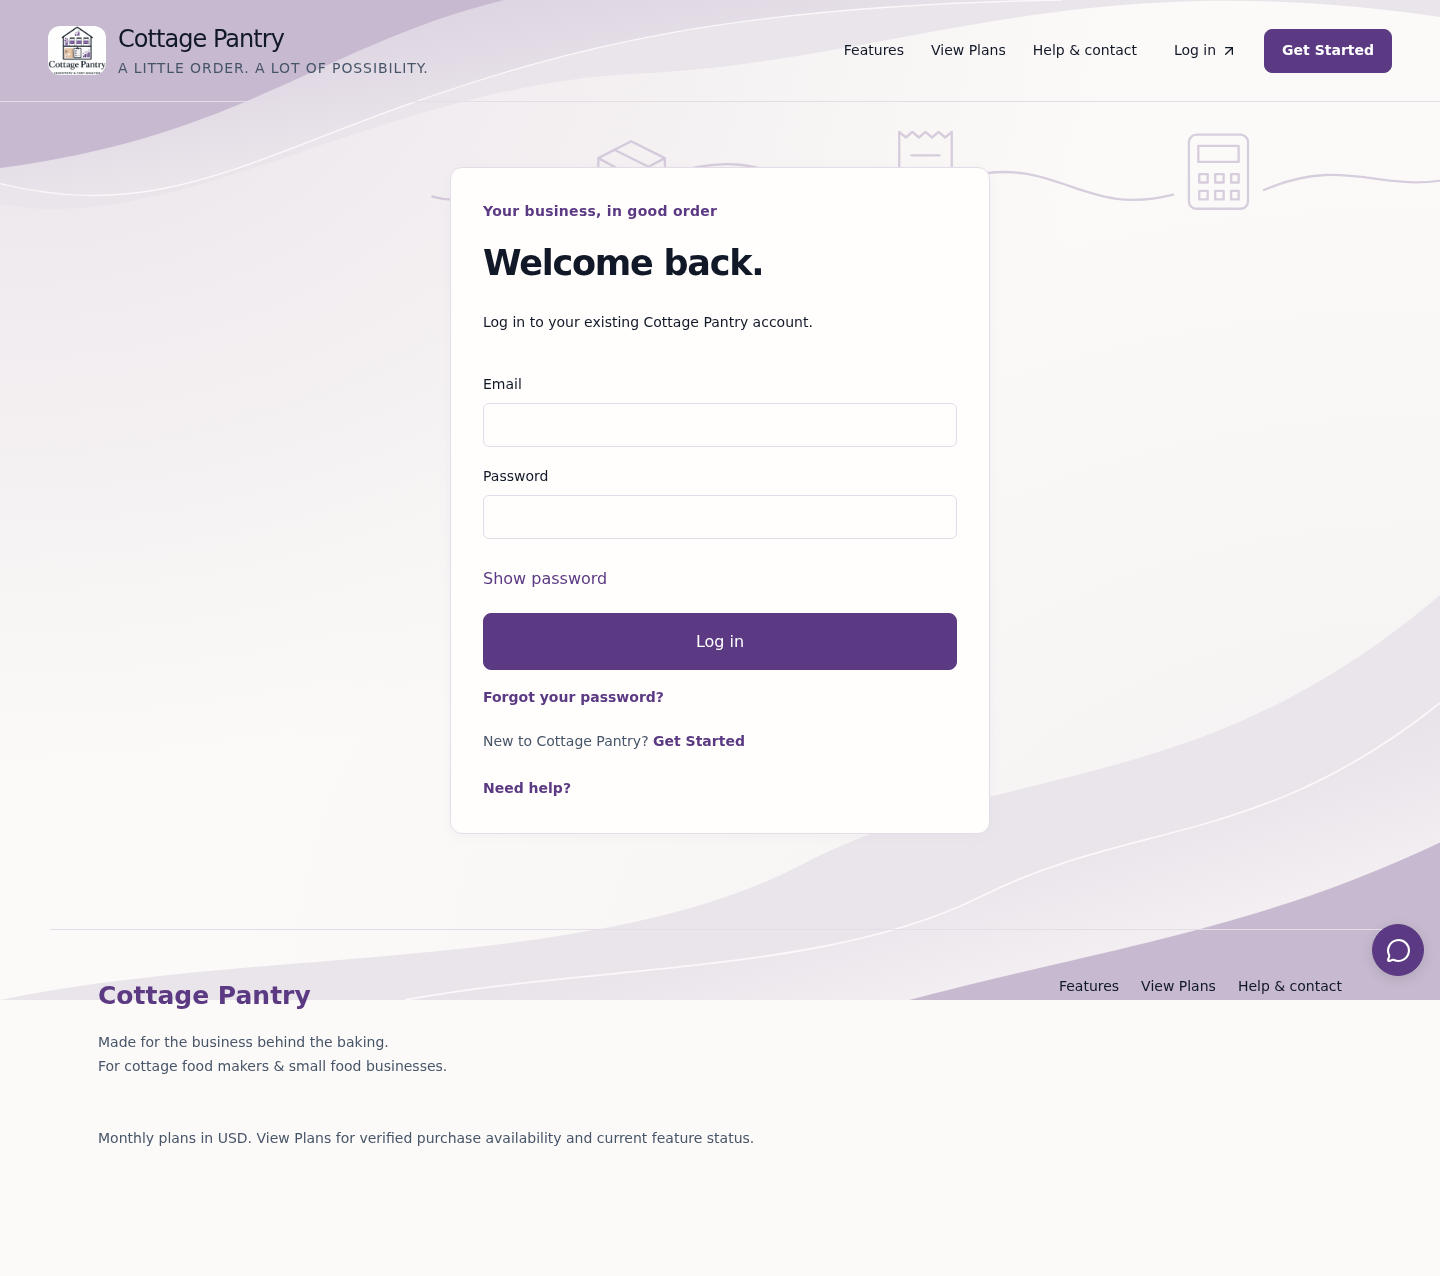 Cottage Pantry
Cottage Pantry
A LITTLE ORDER. A LOT OF POSSIBILITY.
Features
View Plans
Help & contact
Log in
Get Started
Your business, in good order
Welcome back.
Log in to your existing Cottage Pantry account.
Email
Password
Show password
Log in
Forgot your password?
New to Cottage Pantry? Get Started
Need help?
Cottage Pantry
Features
View Plans
Help & contact
Made for the business behind the baking.
For cottage food makers & small food businesses.
Monthly plans in USD. View Plans for verified purchase availability and current feature status.